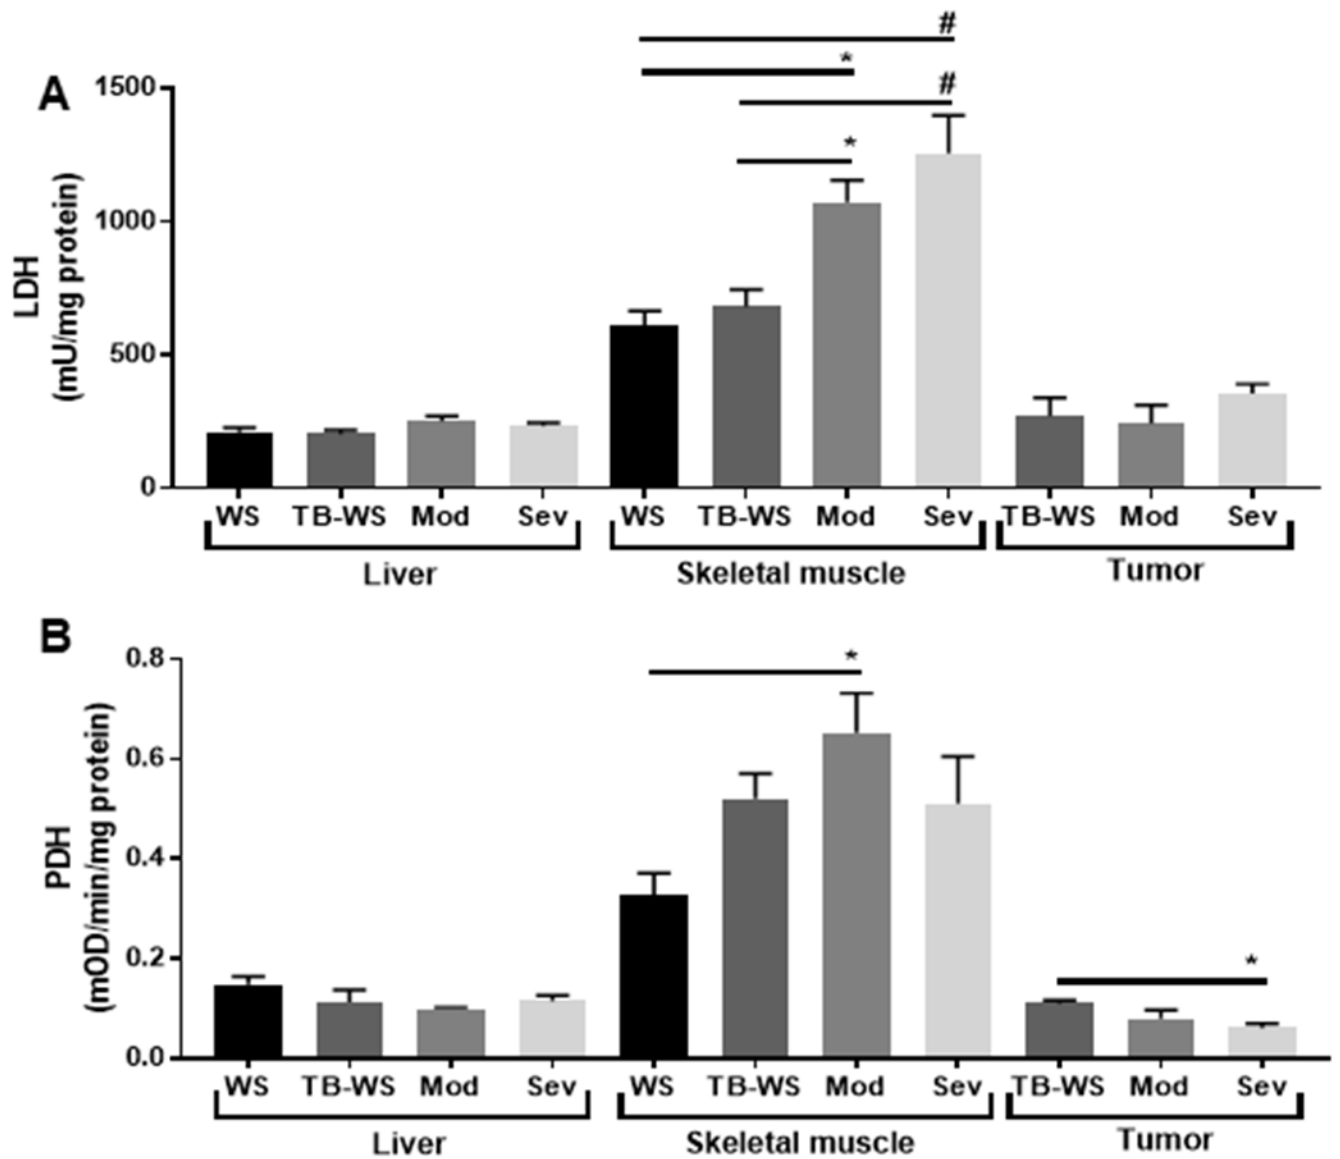 #
*
A
1500
#
*
1000
LDH
(mU/mg protein)
500
0
WS TB-WS Mod Sev WS TB-WS Mod Sev TB-WS Mod Sev
Liver Skeletal muscle Tumor
B
0.8
*
0.6
PDH
(mOD/min/mg protein)
0.4
0.2
*
0.0
WS TB-WS Mod Sev WS TB-WS Mod Sev TB-WS Mod Sev
Liver Skeletal muscle Tumor